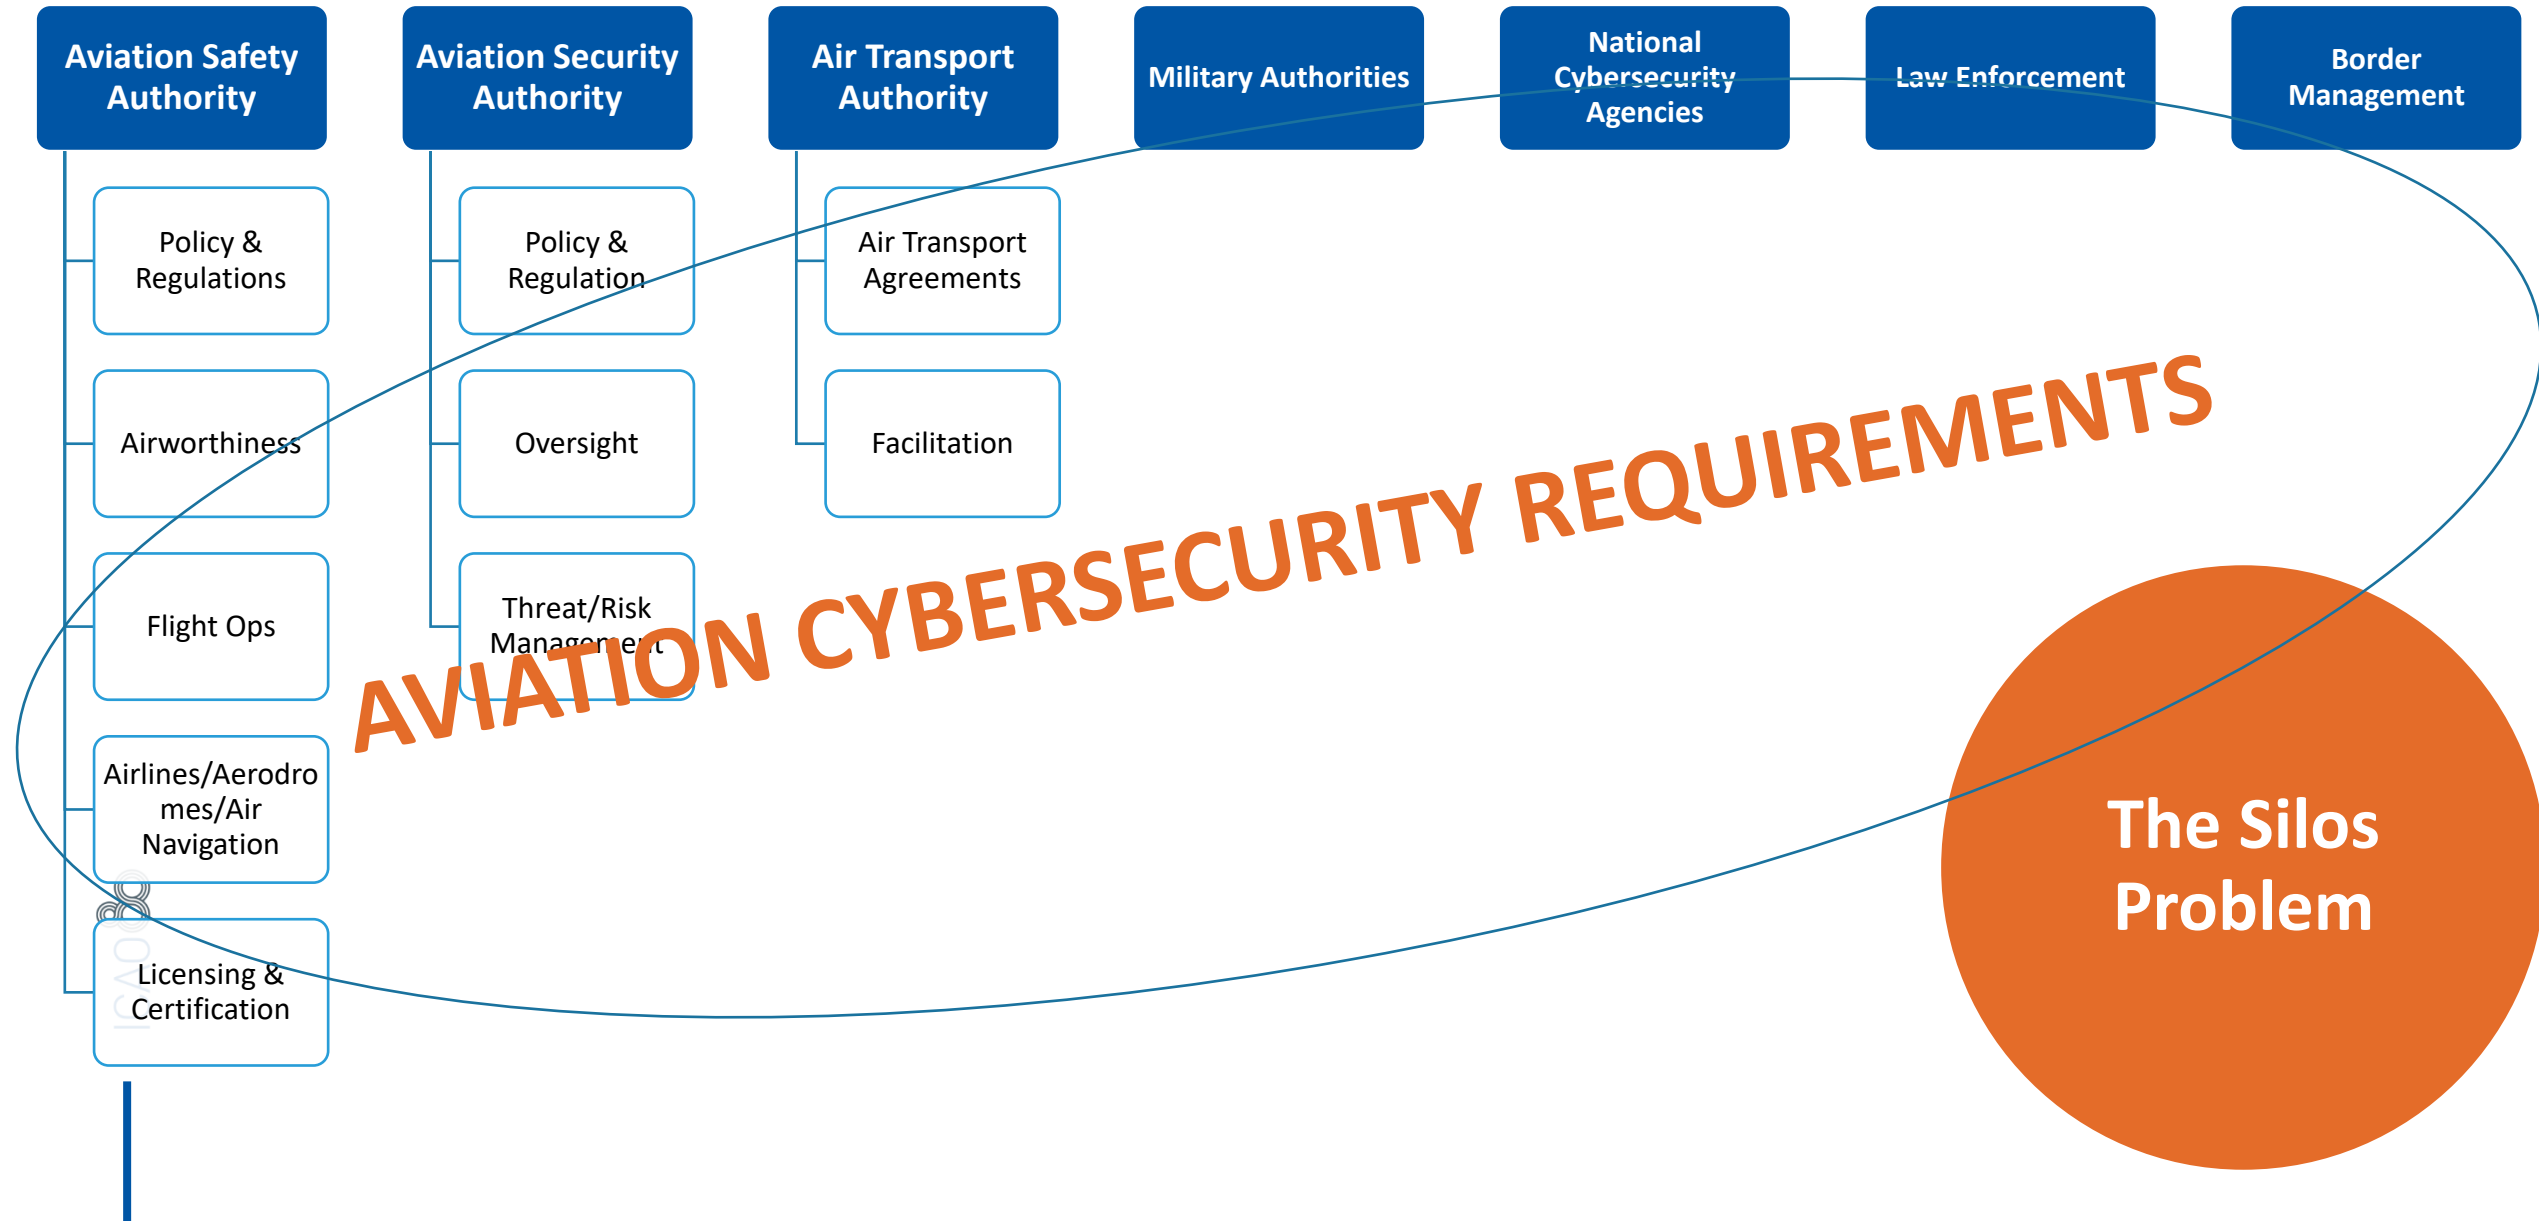 Aviation Safety
Authority
Policy &
Regulations
Airworthiness
Flight Ops
Airlines/Aerodro
mes/Air
Navigation
Licensing &
Certification
Aviation Security
Authority
Policy &
Regulation
Oversight
Threat/Risk
Management
Air Transport
Authority
Air Transport
Agreements
Facilitation
Military Authorities
National
Cybersecurity
Agencies
Law Enforcement
Border
Management
AVIATION CYBERSECURITY REQUIREMENTS
The Silos
Problem
ICAO